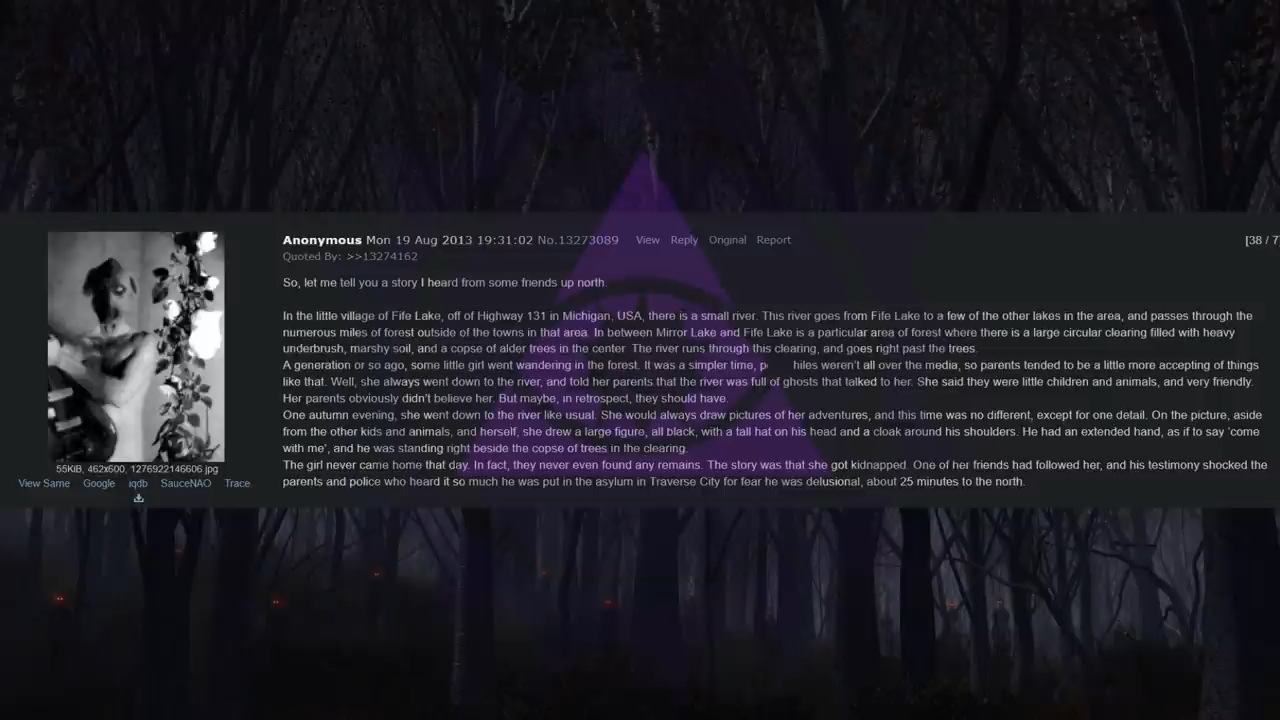 Anonymous Mon 19 Aug 2013 19:31:02 No.13273089 View Reply Original Report [38 / 7
Quoted By: >>13274162
So, let me tell you a story I heard from some friends up north.
In the little village of Fife Lake, off of Highway 131 in Michigan, USA, there is a small river. This river goes from Fife Lake to a few of the other lakes in the area, and passes through the
numerous miles of forest outside of the towns in that area. In between Mirror Lake and Fife Lake is a particular area of forest where there is a large circular clearing filled with heavy
underbrush, marshy soil, and a copse of alder trees in the center. The river runs through this clearing, and goes right past the trees.
A generation or so ago, some little girl went wandering in the forest. It was a simpler time, p hiles weren't all over the media, so parents tended to be a little more accepting of things
like that. Well, she always went down to the river, and told her parents that the river was full of ghosts that talked to her. She said they were little children and animals, and very friendly.
Her parents obviously didn't believe her. But maybe, in retrospect, they should have.
One autumn evening, she went down to the river like usual. She would always draw pictures of her adventures, and this time was no different, except for one detail. On the picture, aside
from the other kids and animals, and herself, she drew a large figure, all black, with a tall hat on his head and a cloak around his shoulders. He had an extended hand, as if to say 'come
with me', and he was standing right beside the copse of trees in the clearing.
The girl never came home that day. In fact, they never even found any remains. The story was that she got kidnapped. One of her friends had followed her, and his testimony shocked the
parents and police who heard it so much he was put in the asylum in Traverse City for fear he was delusional, about 25 minutes to the north.
55KiB, 462x600, 1276922146606.jpg
View Same Google iqdb SauceNAO Trace